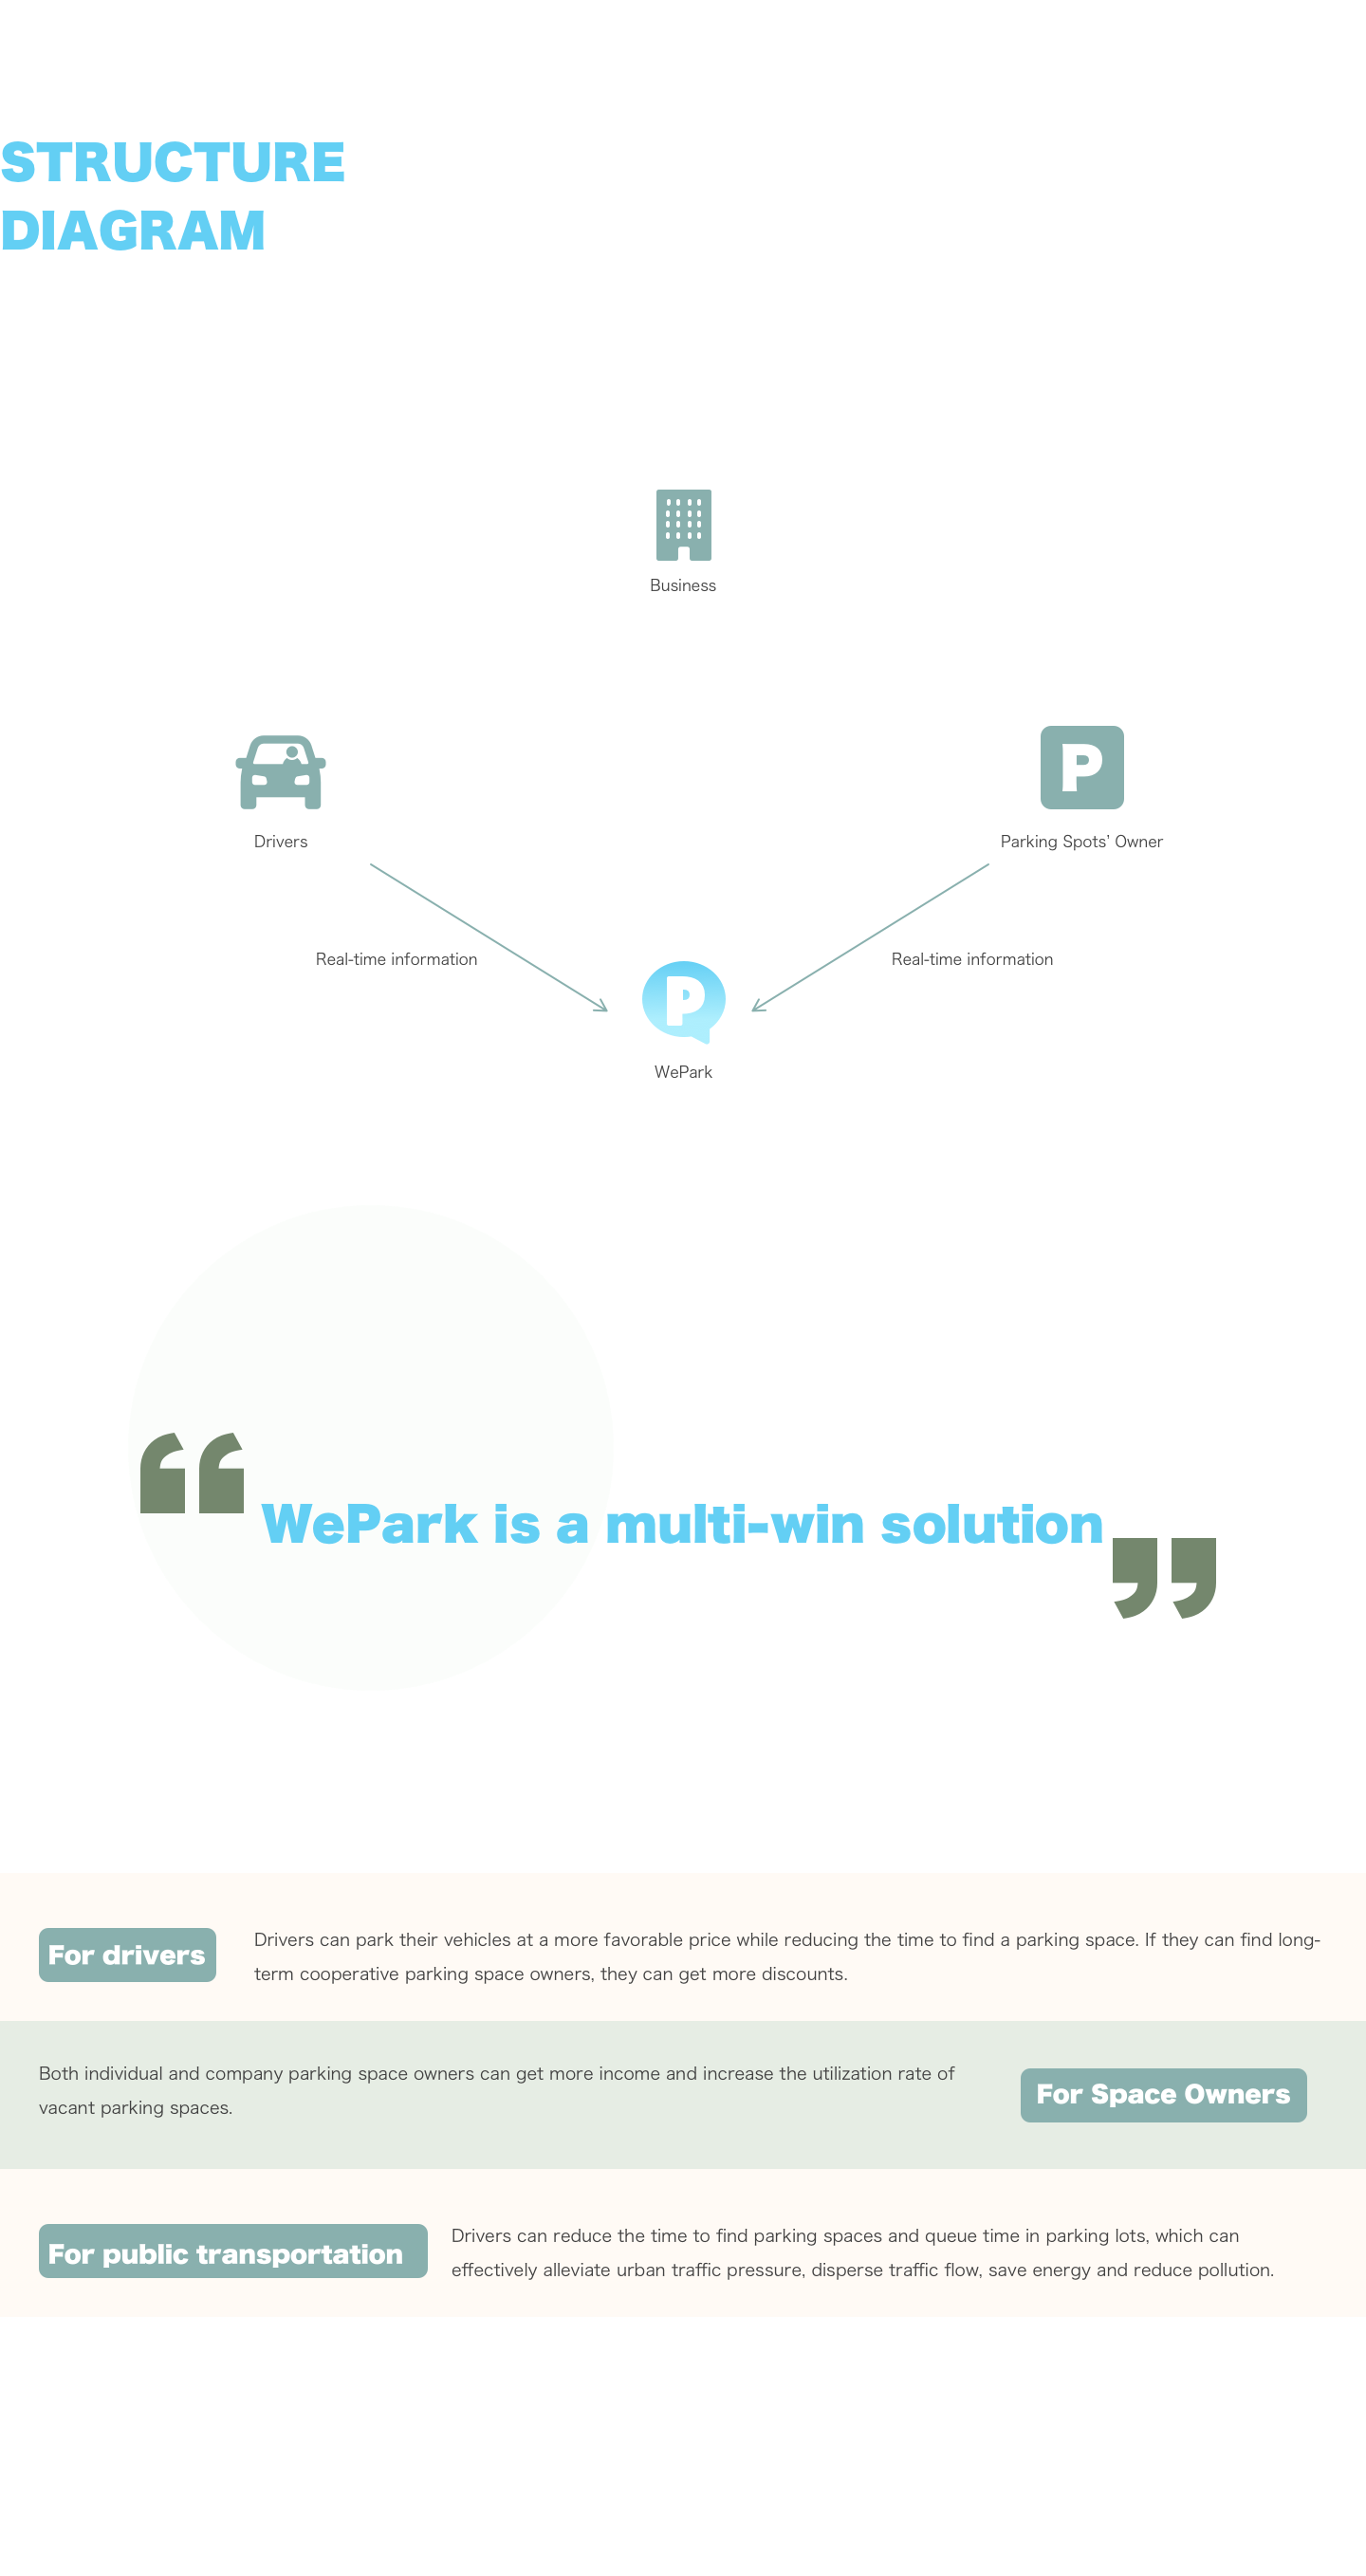 STRUCTURE
DIAGRAM
Business
P
Drivers
Parking Spots' Owner
Real-time information
Real-time information
P
WePark
“ WePark is a multi-win solution ”
For drivers
Drivers can park their vehicles at a more favorable price while reducing the time to find a parking space. If they can find long-
term cooperative parking space owners, they can get more discounts.
Both individual and company parking space owners can get more income and increase the utilization rate of
vacant parking spaces.
For Space Owners
For public transportation
Drivers can reduce the time to find parking spaces and queue time in parking lots, which can
effectively alleviate urban traffic pressure, disperse traffic flow, save energy and reduce pollution.